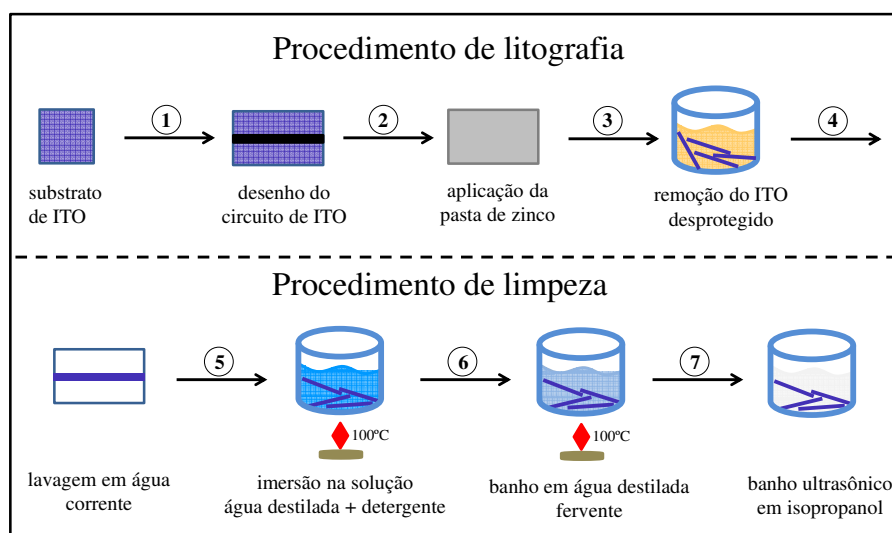 Procedimento de litografia
1
2
3
4
substrato
de ITO
desenho do
circuito de ITO
aplicação da
pasta de zinco
remoção do ITO
desprotegido
Procedimento de limpeza
5
6
7
100ºC
100ºC
lavagem em água
corrente
imersão na solução
água destilada + detergente
banho em água destilada
fervente
banho ultrasônico
em isopropanol